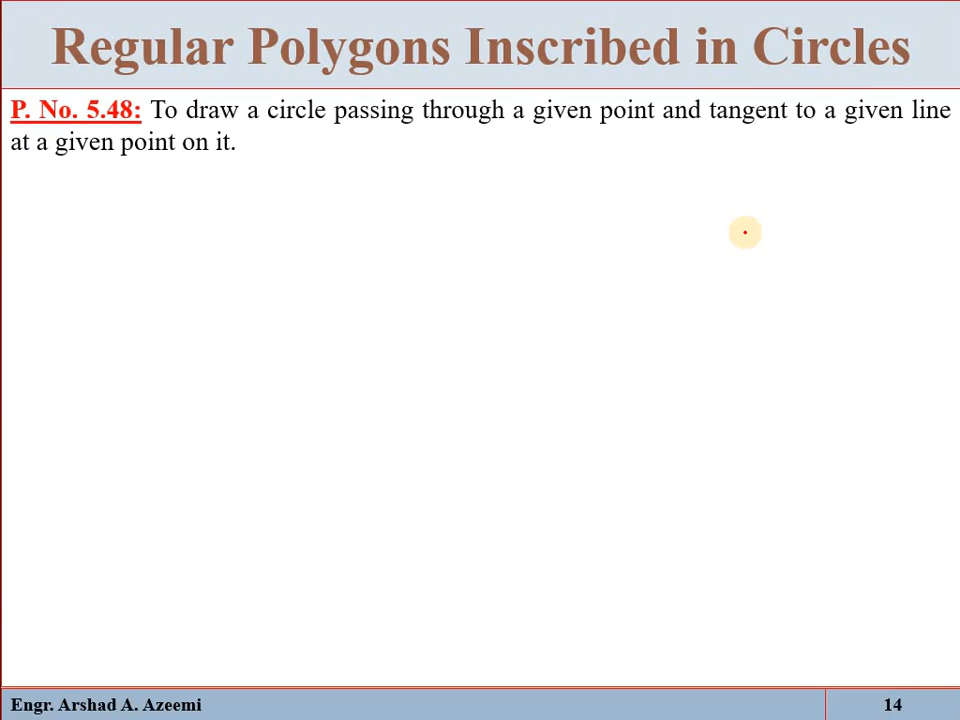 Regular Polygons Inscribed in Circles
P. No. 5.48: To draw a circle passing through a given point and tangent to a given line
at a given point on it.
Engr. Arshad A. Azeemi
14